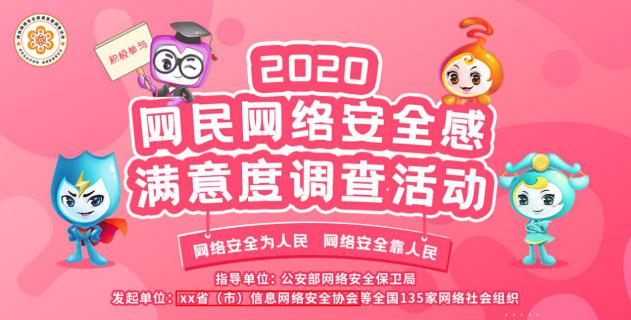 积极参与
2020
网民网络安全感
满意度调查活动
网络安全为人民 网络安全靠人民
指导单位：公安部网络安全保卫局
发起单位：xx省（市）信息网络安全协会等全国135家网络社会组织